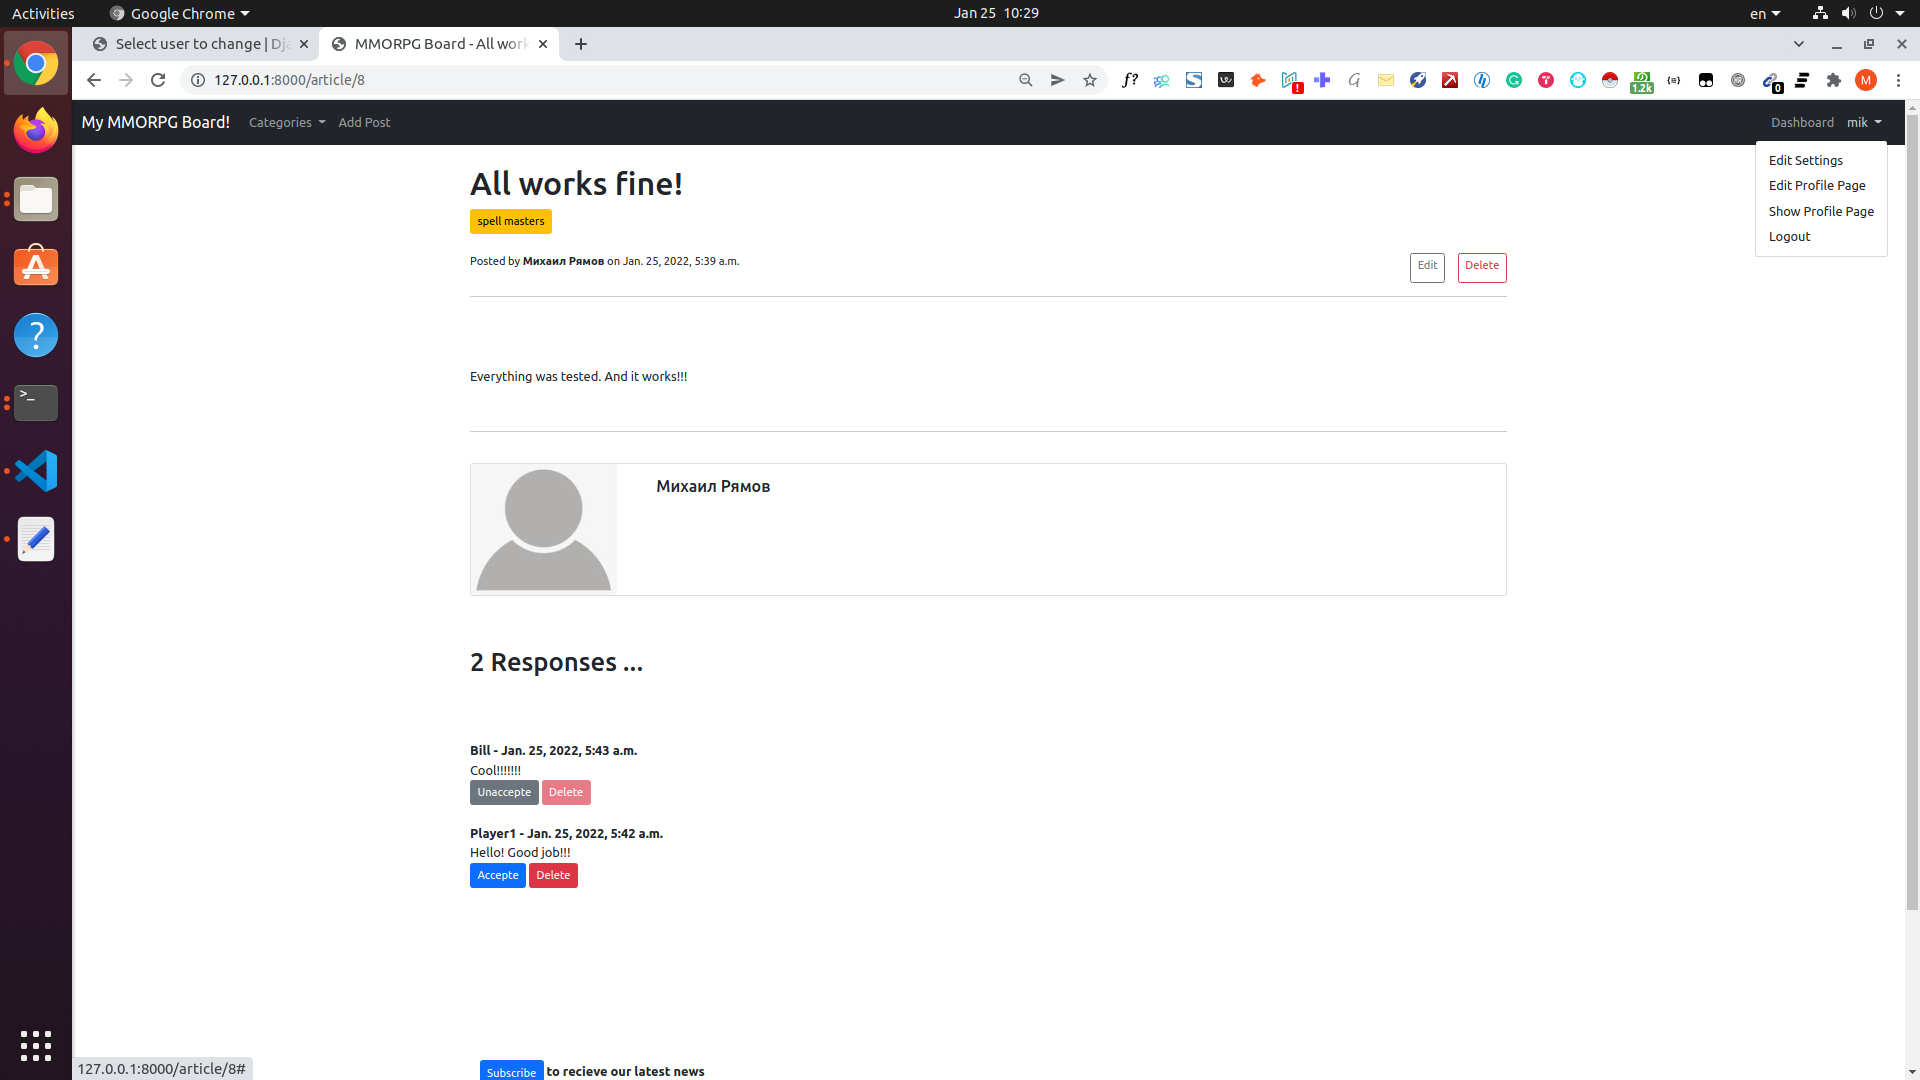 Activities
Google Chrome
Jan 25 10:29
en
Select user to change | Dja
MMORPG Board - All work
127.0.0.1:8000/article/8
f?
1.2k
0
M
My MMORPG Board!
Categories
Add Post
Dashboard
mik
Edit Settings
Edit Profile Page
Show Profile Page
Logout
All works fine!
spell masters
Posted by Михаил Рямов on Jan. 25, 2022, 5:39 a.m.
Edit
Delete
Everything was tested. And it works!!!
Михаил Рямов
2 Responses ...
Bill - Jan. 25, 2022, 5:43 a.m.
Cool!!!!!!!
Unaccepte Delete
Player1 - Jan. 25, 2022, 5:42 a.m.
Hello! Good job!!!
Accepte Delete
Subscribe to recieve our latest news
127.0.0.1:8000/article/8#